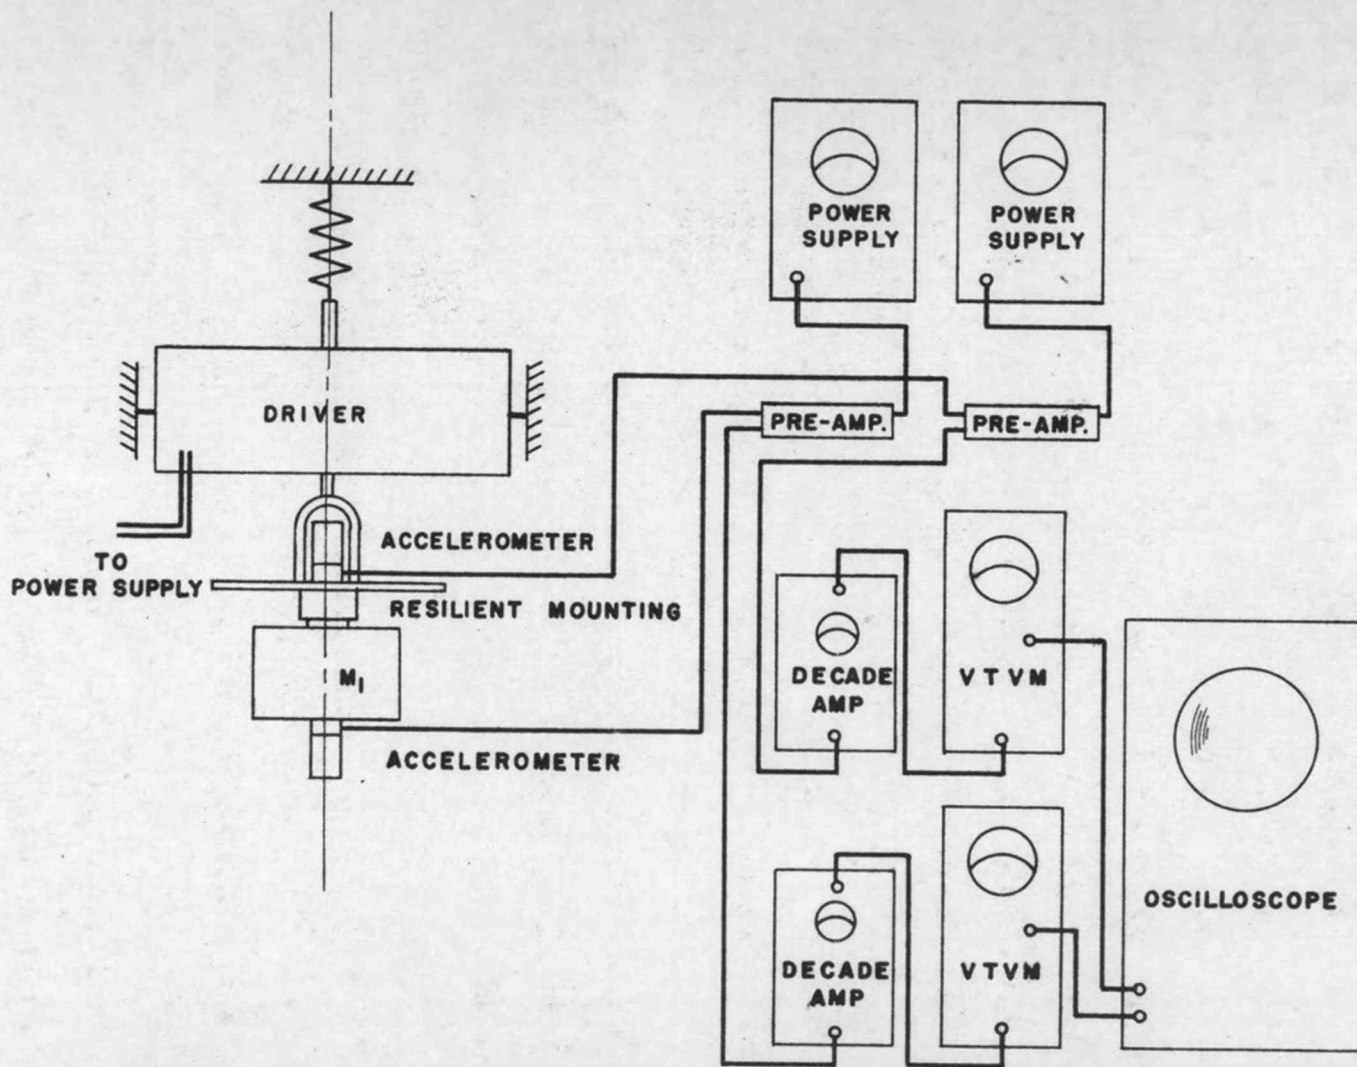 POWER
SUPPLY
POWER
SUPPLY
DRIVER
PRE-AMP.
PRE-AMP.
TO
POWER SUPPLY
ACCELEROMETER
RESILIENT MOUNTING
M1
ACCELEROMETER
DECADE
AMP
VTVM
OSCILLOSCOPE
DECADE
AMP
VTVM